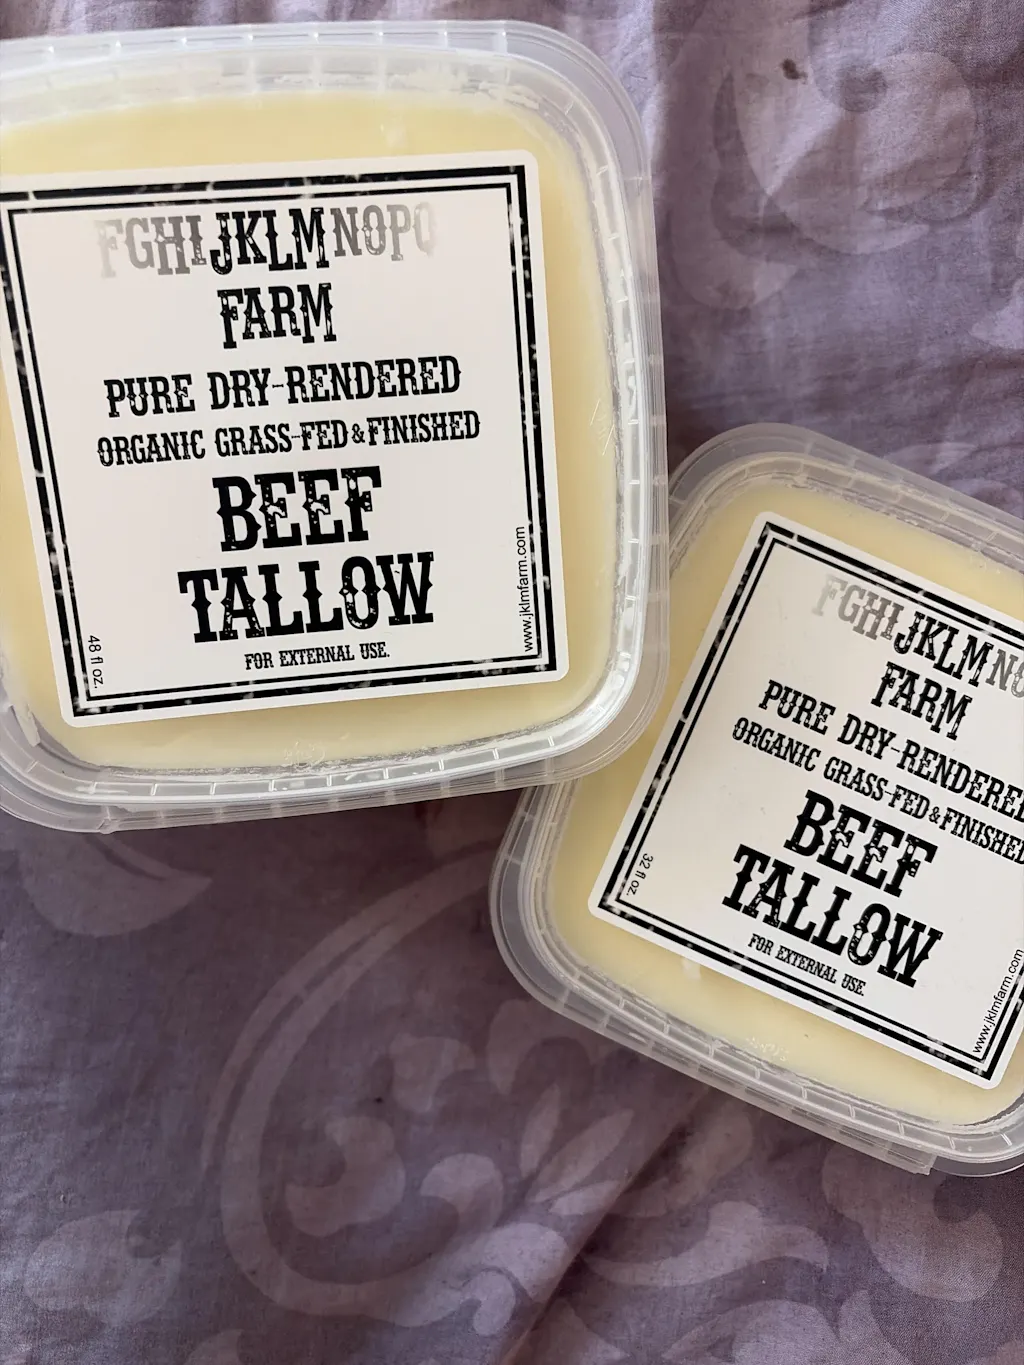 FGHIJKLMNOPQ
FARM
PURE DRY-RENDERED
ORGANIC GRASS-FED & FINISHED
BEEF
TALLOW
FOR EXTERNAL USE.
48 fl oz.
www.jklmfarm.com
FGHIJKLMNO
FARM
PURE DRY-RENDERE
ORGANIC GRASS-FED & FINISHED
BEEF
TALLOW
FOR EXTERNAL USE.
32 fl oz.
www.jklmfarm.com